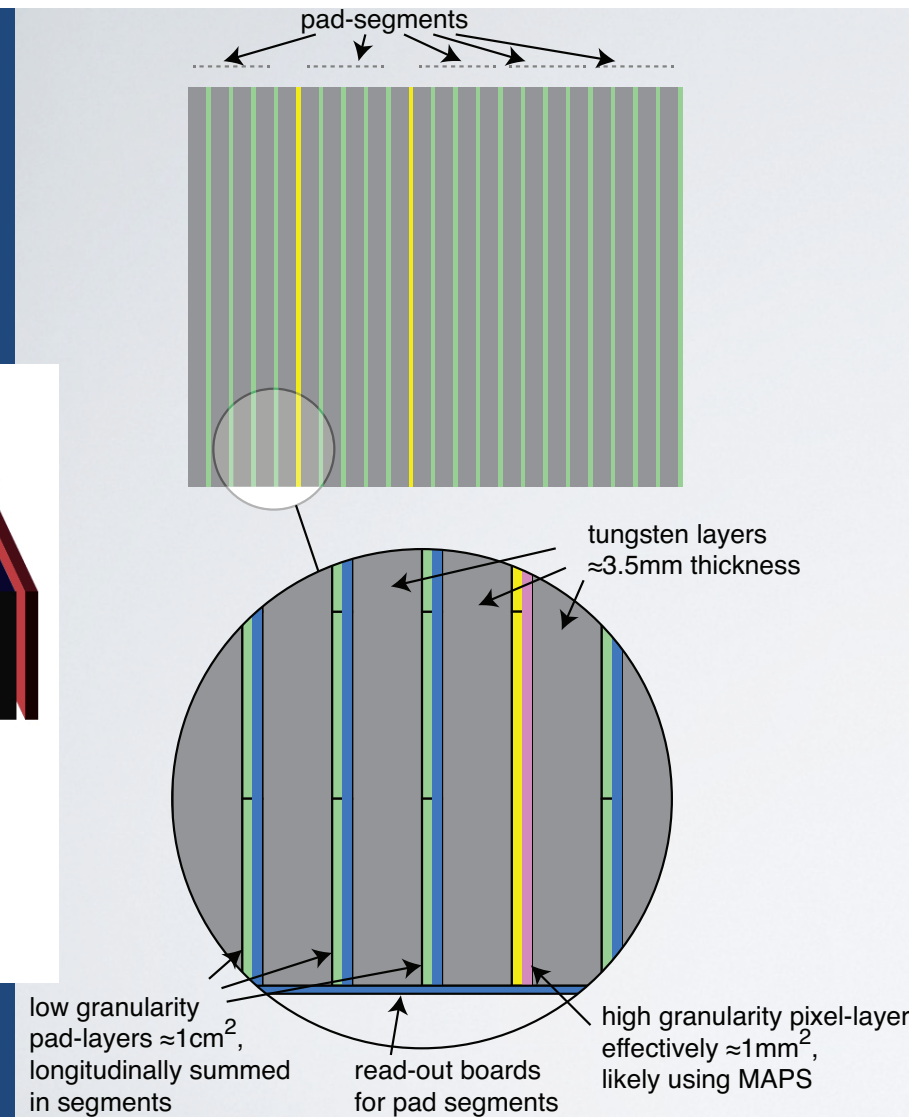 pad-segments
tungsten layers
≈3.5mm thickness
low granularity
pad-layers ≈1cm²,
longitudinally summed
in segments
read-out boards
for pad segments
high granularity pixel-layer
effectively ≈1mm²,
likely using MAPS